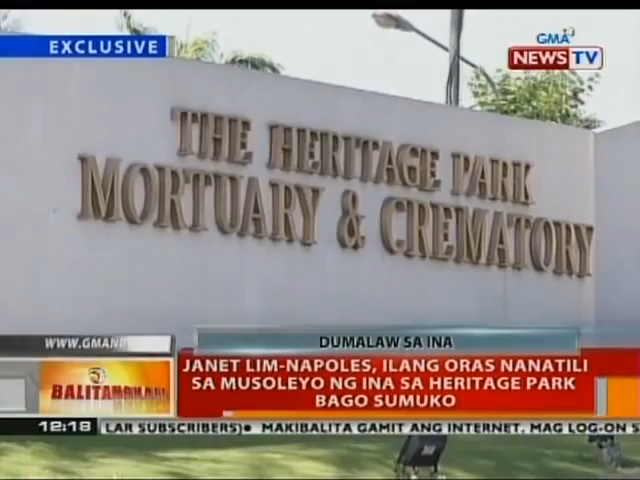 EXCLUSIVE
GMA
NEWS TV
THE HERITAGE PARK
MORTUARY & CREMATORY
WWW.GMAN
DUMALAW SA INA
JANET LIM-NAPOLES, ILANG ORAS NANATILI
SA MUSOLEYO NG INA SA HERITAGE PARK
BAGO SUMUKO
BALITANGHALI
12:18
LAR SUBSCRIBERS)• MAKIBALITA GAMIT ANG INTERNET. MAG LOG-ON S